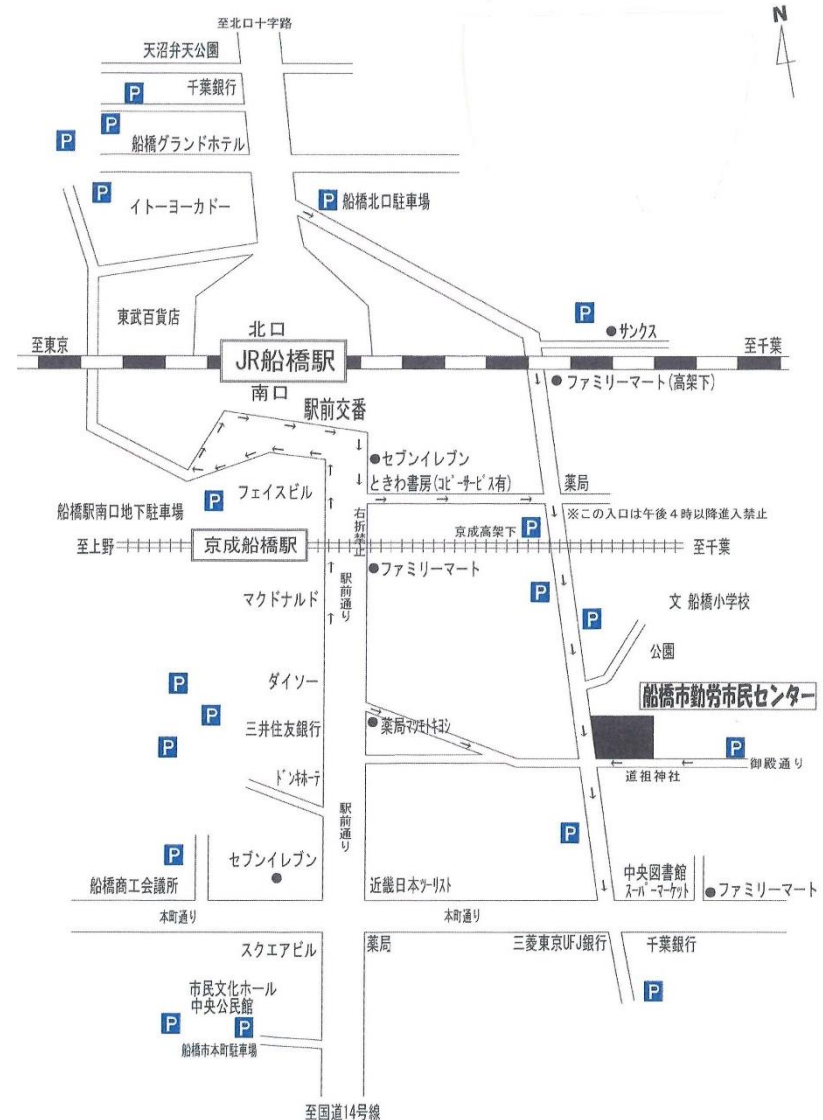 至北口十字路
N
天沼弁天公園
千葉銀行
P
P
P
船橋グランドホテル
P
イトーヨーカドー
P 船橋北口駐車場
東武百貨店
P
サンクス
北口
至東京
JR船橋駅
至千葉
ファミリーマート(高架下)
南口
駅前交番
セブンイレブン
ときわ書房(コピーサービス有)
薬局
フェイスビル
P
船橋駅南口地下駐車場
※この入口は午後4時以降進入禁止
右折禁止
京成高架下
P
至上野
京成船橋駅
至千葉
ファミリーマート
駅前通り
マクドナルド
P
P
文 船橋小学校
公園
ダイソー
P
船橋市勤労市民センター
P
三井住友銀行
薬局マツモトキヨシ
P
P
御殿通り
道祖神社
ドンキホーテ
駅前通り
P
P
セブンイレブン
船橋商工会議所
近畿日本ツーリスト
中央図書館
スーパーマーケット
ファミリーマート
本町通り
本町通り
スクエアビル
薬局
三菱東京UFJ銀行
千葉銀行
市民文化ホール
中央公民館
P
P
P
船橋市本町駐車場
至国道14号線